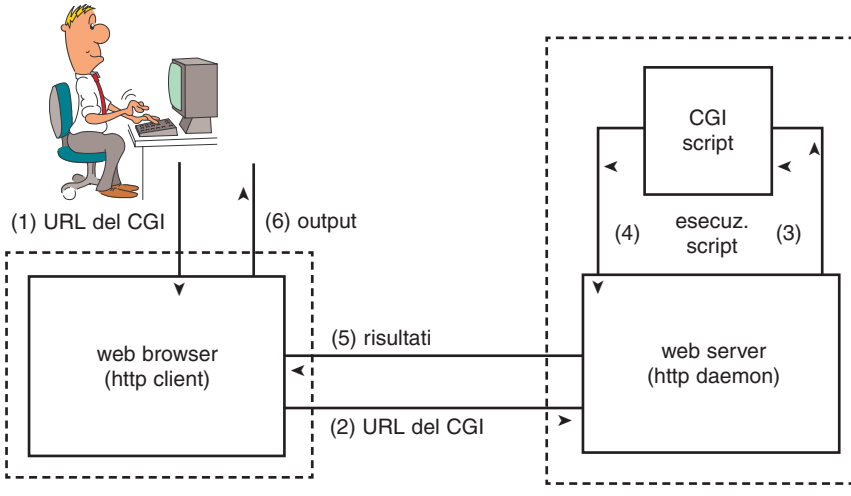 CGI
script
(1) URL del CGI
(6) output
(4)
esecuz.
script
(3)
(5) risultati
web browser
(http client)
web server
(http daemon)
(2) URL del CGI